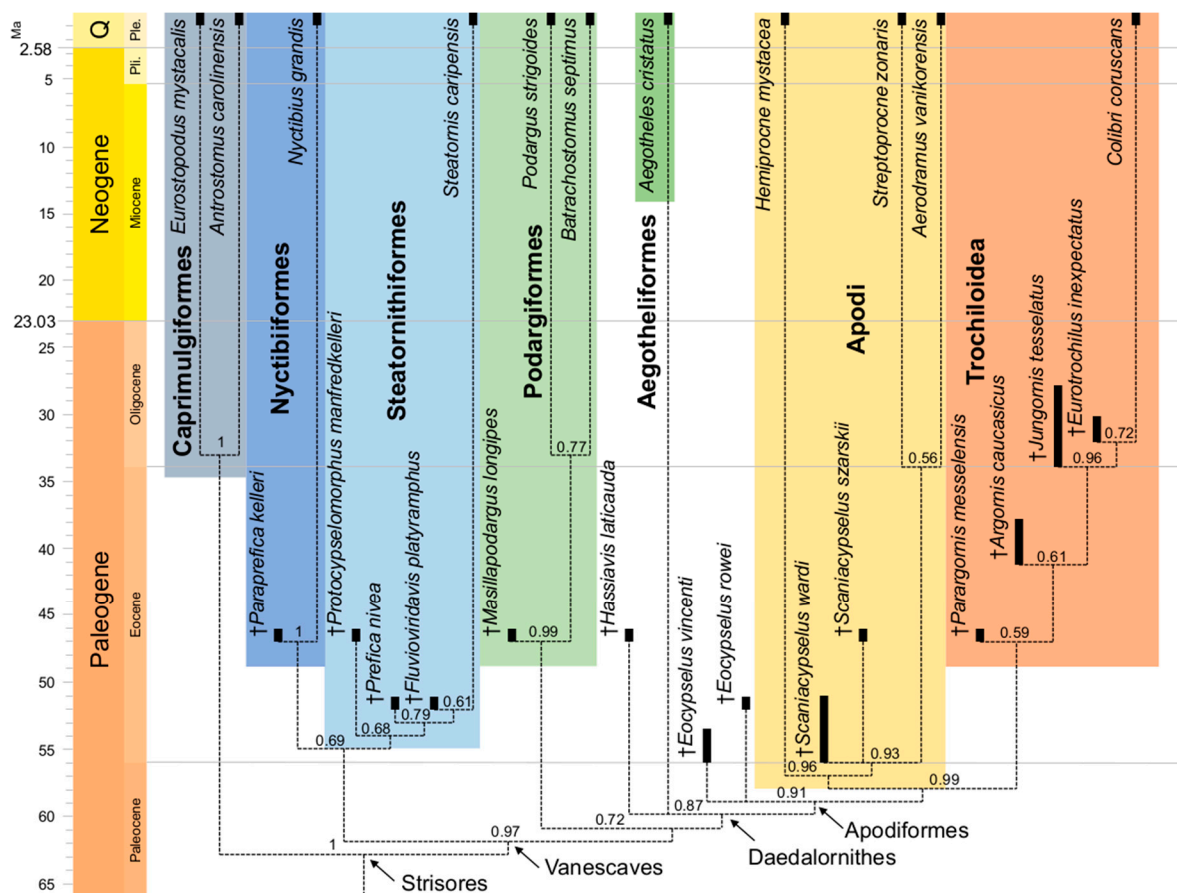 Ma
Q
Ple.
2.58
Pli.
5
10
15
20
23.03
25
30
35
40
45
50
55
60
65
Neogene
Miocene
Paleogene
Oligocene
Eocene
Paleocene
Eurostopodus mystacalis
Antrostomus carolinensis
Caprimulgiformes
1
Nyctibius grandis
Nyctibiiformes
†Paraprefica kelleri
1
Steatornis caripensis
Steatornithiformes
†Protocypselomorphus manfredkelleri
†Prefica nivea
†Fluvioviridavis platyramphus
0.61
0.79
0.68
0.69
Podargus strigoides
Batrachostomus septimus
Podargiformes
0.77
†Masillapodargus longipes
0.99
Aegotheles cristatus
Aegotheliformes
†Hassiavis laticauda
†Eocypselus vincenti
†Eocypselus rowei
Hemiprocne mystacea
Streptoprocne zonaris
Aerodramus vanikorensis
Apodi
0.56
†Scaniacypselus wardi
†Scaniacypselus szarskii
0.93
0.96
Colibri coruscans
Trochiloidea
†Parargornis messelensis
†Argornis caucasicus
†Jungornis tesselatus
†Eurotrochilus inexpectatus
0.72
0.96
0.61
0.59
0.99
0.91
0.87
0.72
0.97
1
Apodiformes
Daedalornithes
Vanescaves
Strisores